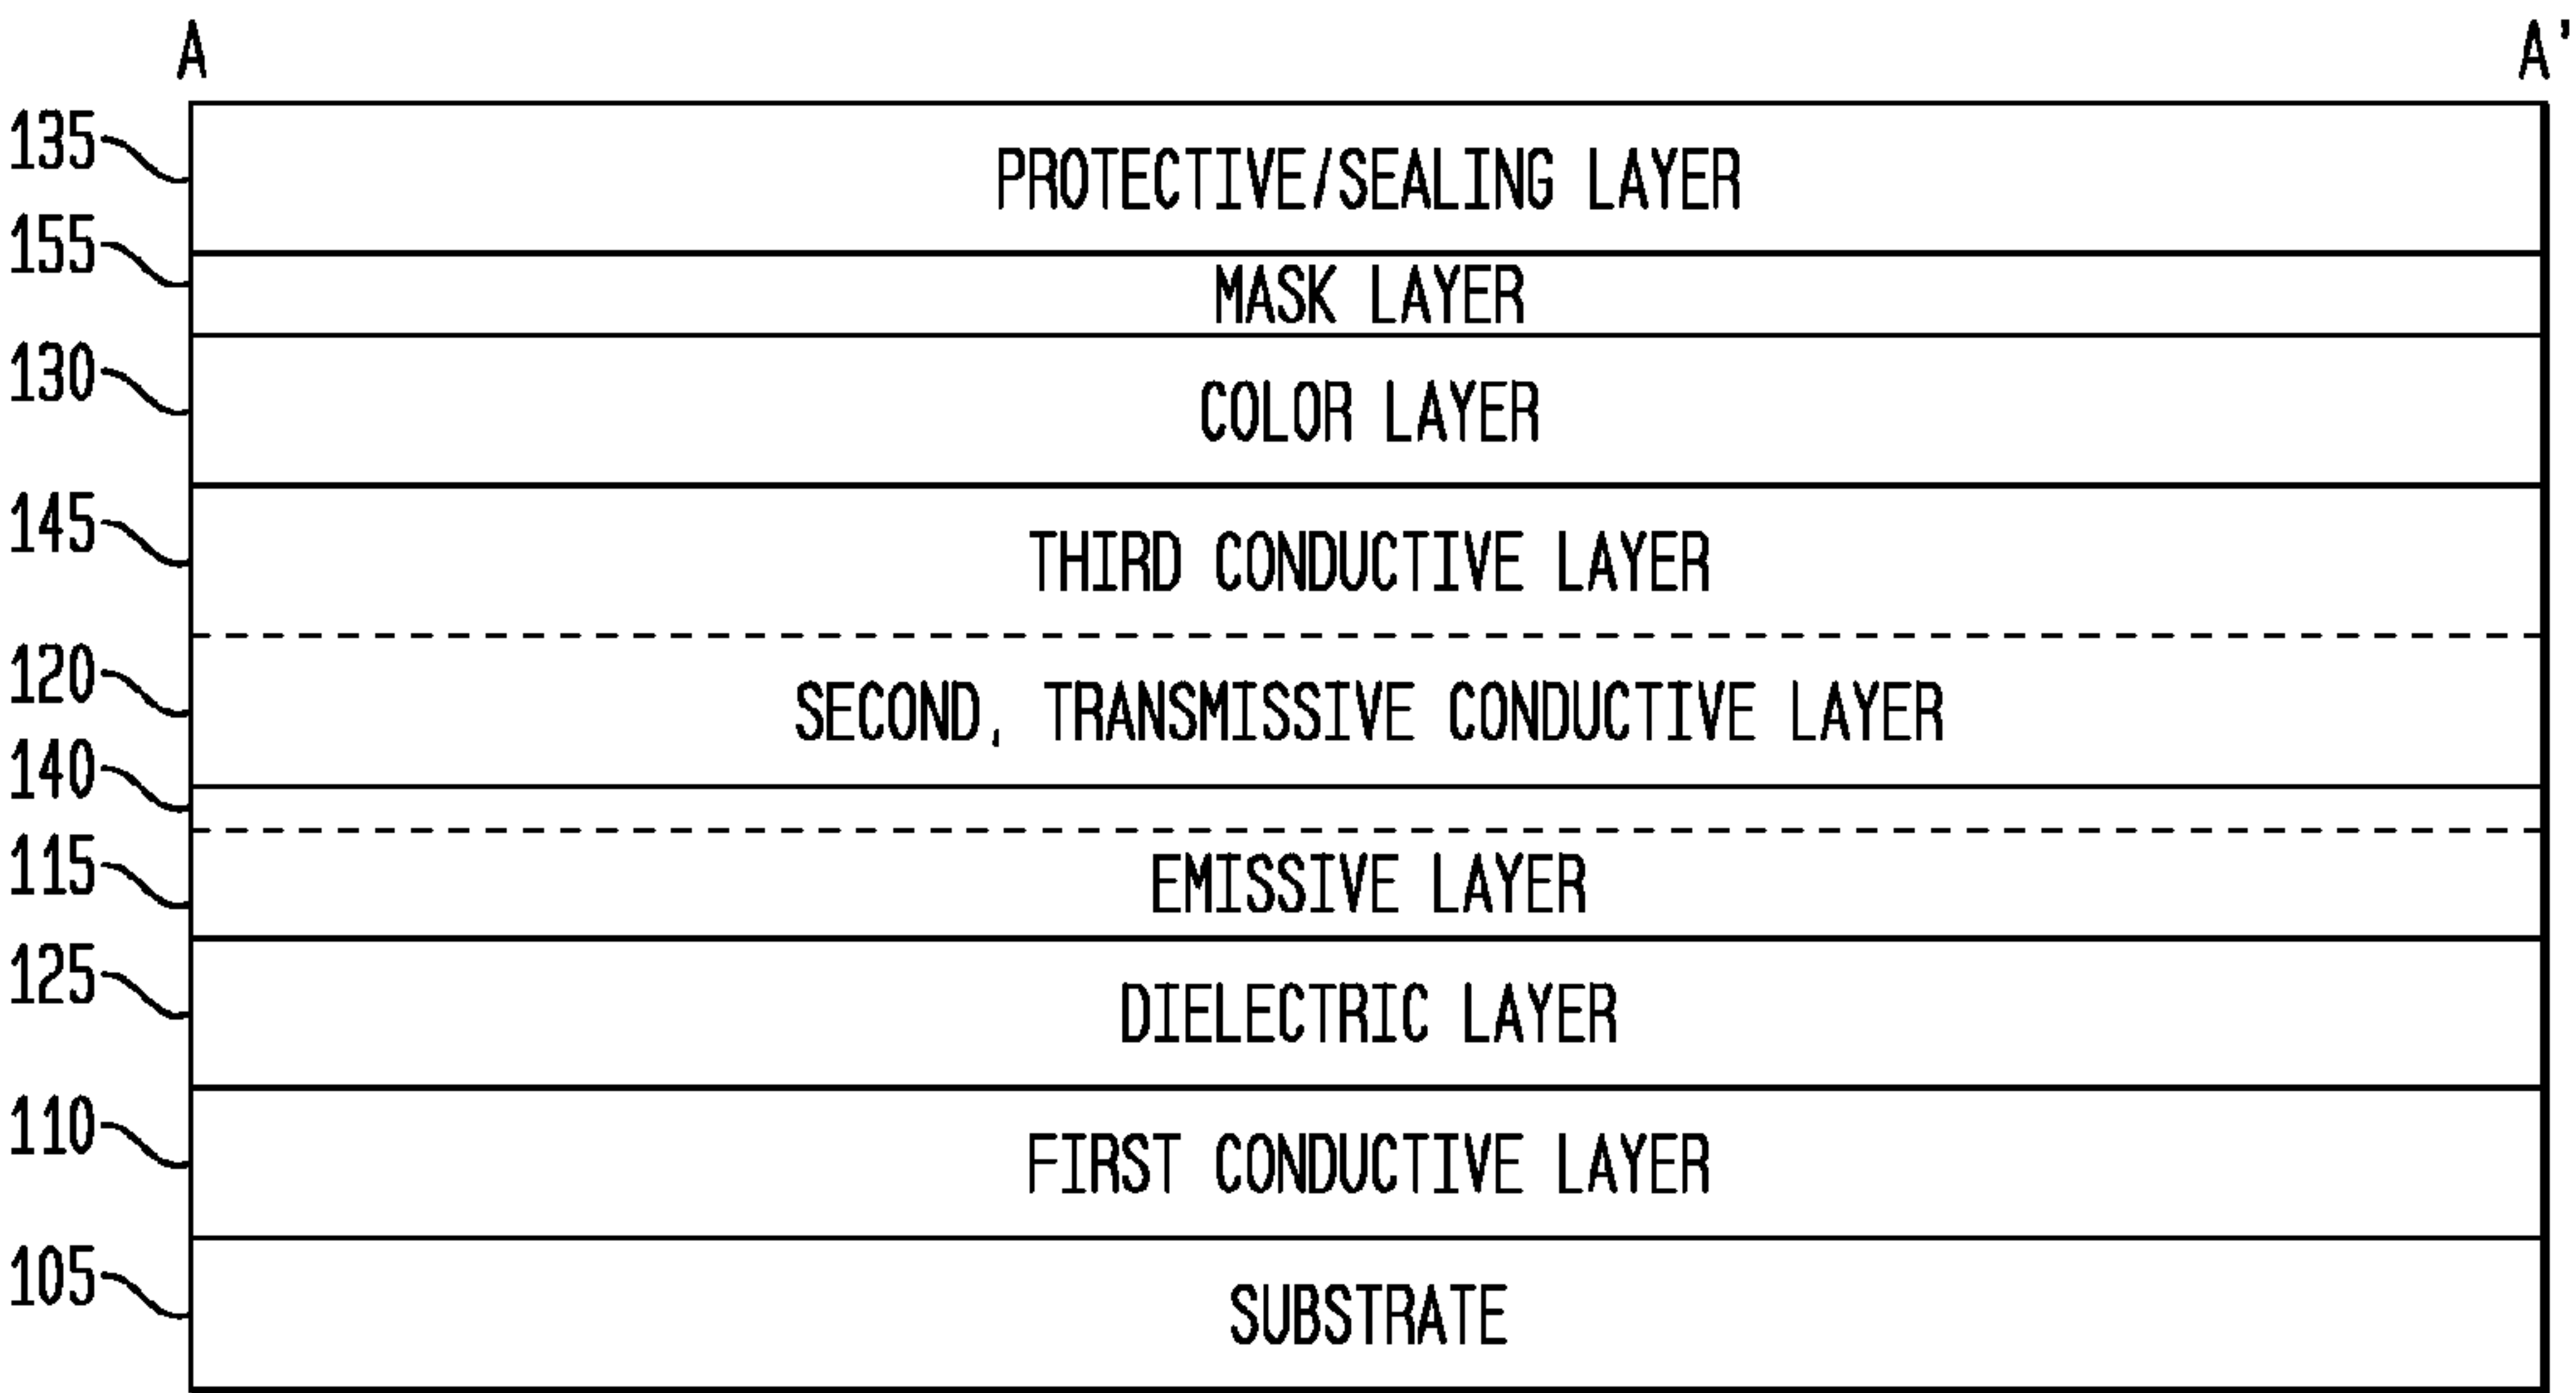 A A'
135 PROTECTIVE/SEALING LAYER
155 MASK LAYER
130 COLOR LAYER
145 THIRD CONDUCTIVE LAYER
120 SECOND, TRANSMISSIVE CONDUCTIVE LAYER
140
115 EMISSIVE LAYER
125 DIELECTRIC LAYER
110 FIRST CONDUCTIVE LAYER
105 SUBSTRATE